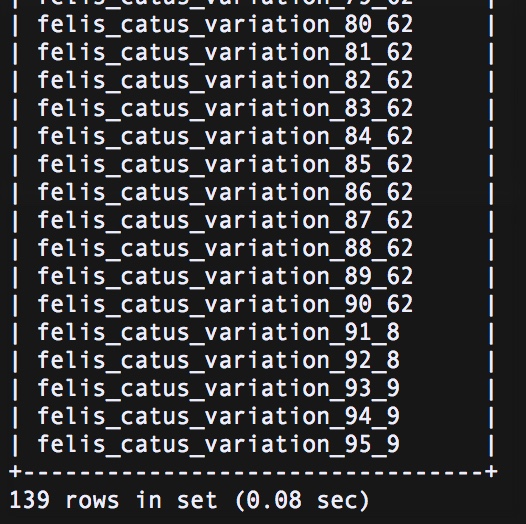 | felis_catus_variation_79_62 |
| felis_catus_variation_80_62 |
| felis_catus_variation_81_62 |
| felis_catus_variation_82_62 |
| felis_catus_variation_83_62 |
| felis_catus_variation_84_62 |
| felis_catus_variation_85_62 |
| felis_catus_variation_86_62 |
| felis_catus_variation_87_62 |
| felis_catus_variation_88_62 |
| felis_catus_variation_89_62 |
| felis_catus_variation_90_62 |
| felis_catus_variation_91_8 |
| felis_catus_variation_92_8 |
| felis_catus_variation_93_9 |
| felis_catus_variation_94_9 |
| felis_catus_variation_95_9 |
+---------------------------------+
139 rows in set (0.08 sec)